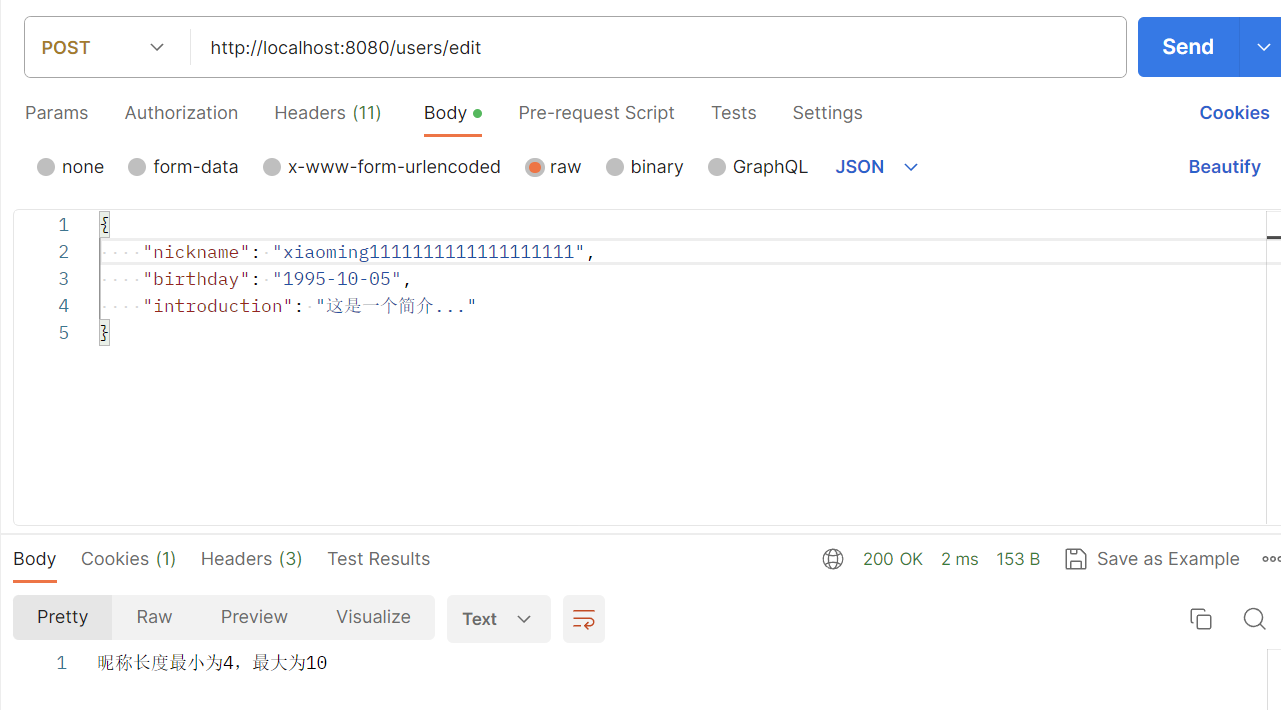 POST http://localhost:8080/users/edit Send
Params Authorization Headers (11) Body Pre-request Script Tests Settings Cookies
none form-data x-www-form-urlencoded raw binary GraphQL JSON Beautify
1 {
2 "nickname": "xiaoming1111111111111111111",
3 "birthday": "1995-10-05",
4 "introduction": "这是一个简介..."
5 }
Body Cookies (1) Headers (3) Test Results 200 OK 2 ms 153 B Save as Example
Pretty Raw Preview Visualize Text
1 昵称长度最小为4，最大为10